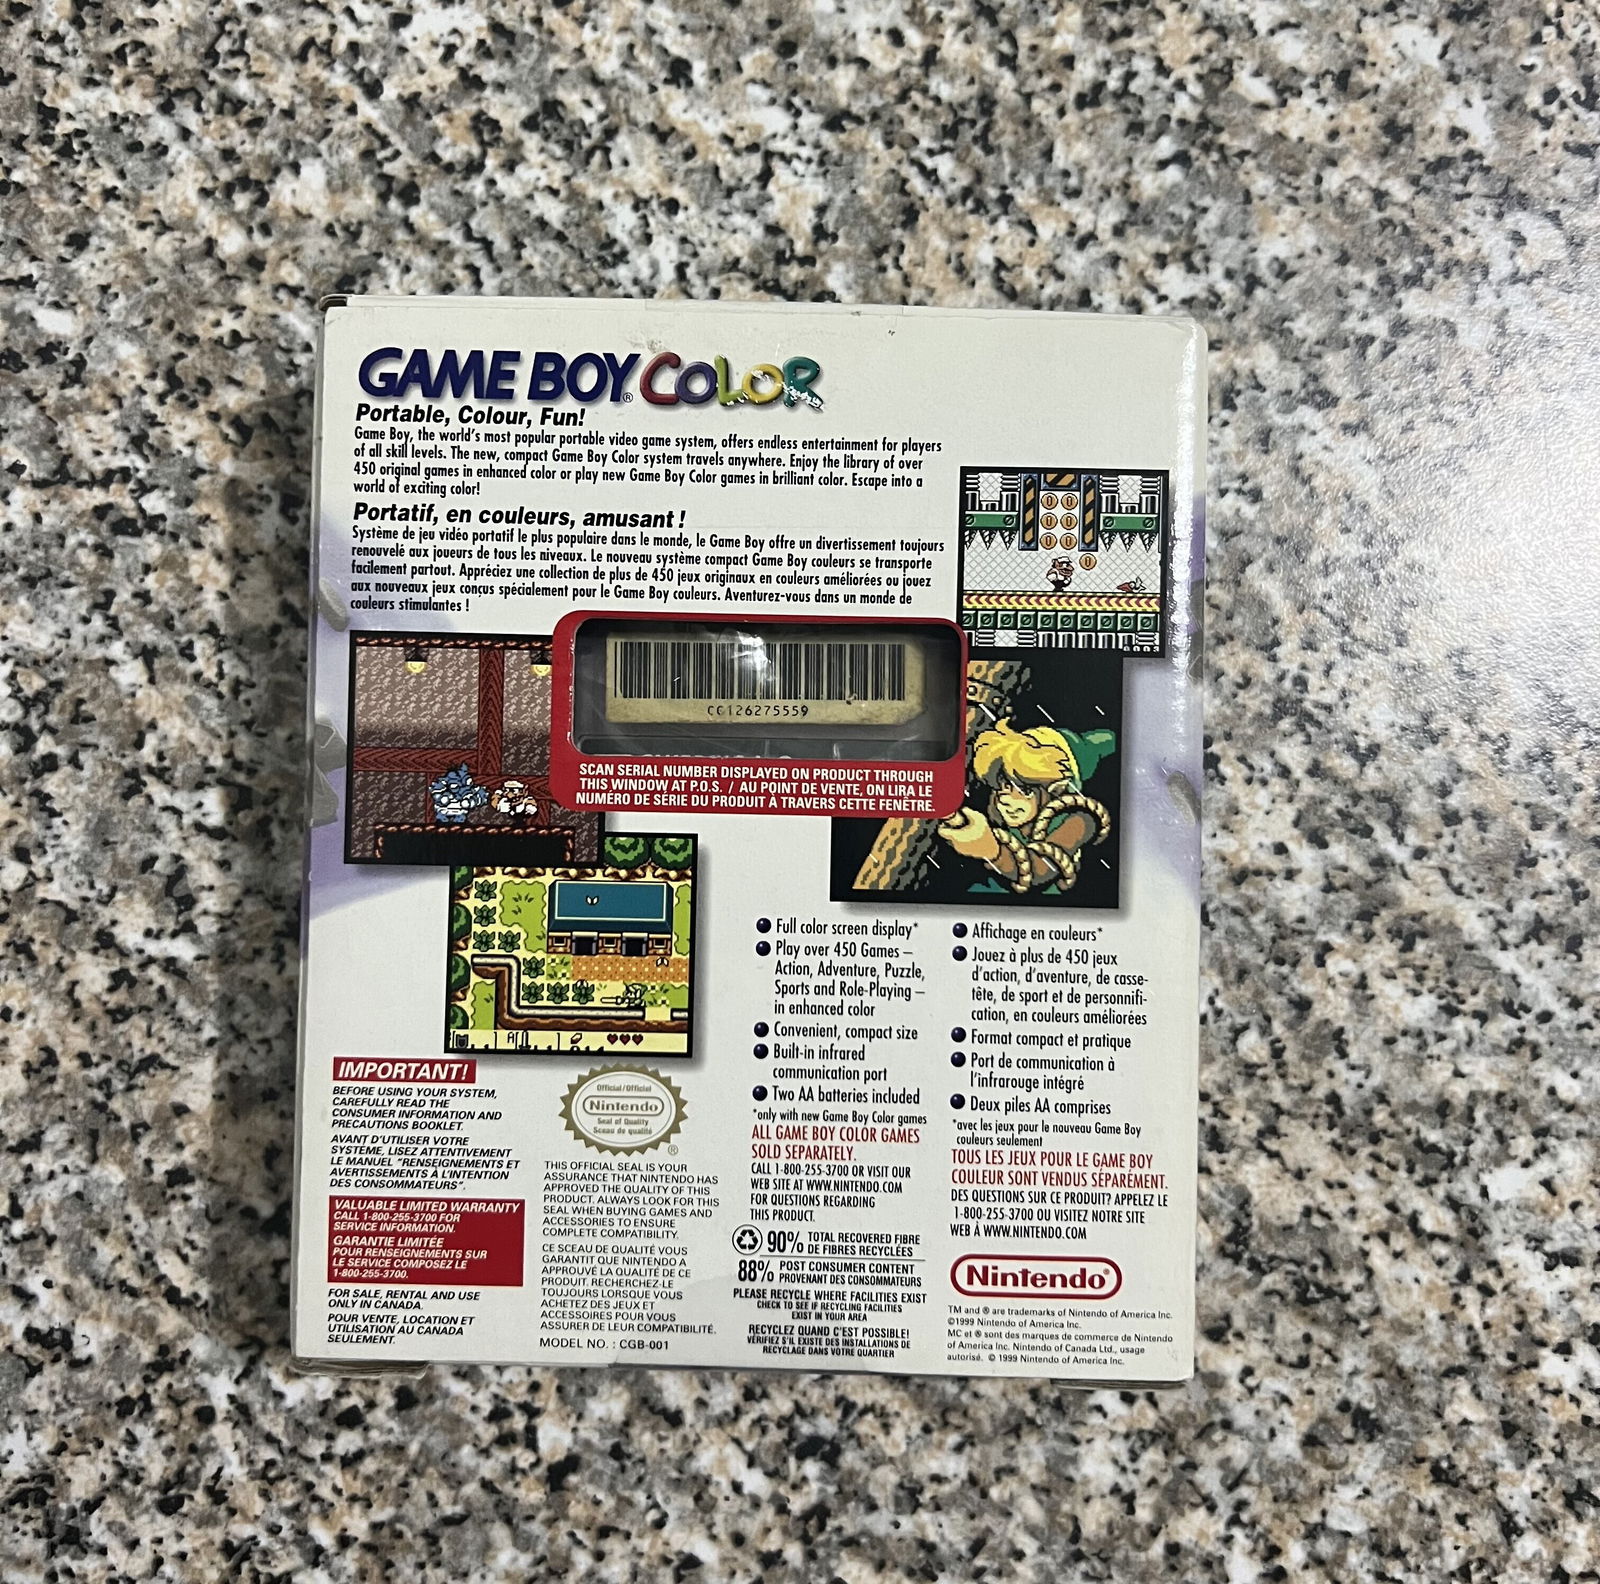 GAME BOY® COLOR
Portable, Colour, Fun!
Game Boy, the world's most popular portable video game system, offers endless entertainment for players
of all skill levels. The new, compact Game Boy Color system travels anywhere. Enjoy the library of over
450 original games in enhanced color or play new Game Boy Color games in brilliant color. Escape into a
world of exciting color!
Portatif, en couleurs, amusant !
Système de jeu vidéo portatif le plus populaire dans le monde, le Game Boy offre un divertissement toujours
renouvelé aux joueurs de tous les niveaux. Le nouveau système compact Game Boy couleurs se transporte
facilement partout. Appréciez une collection de plus de 450 jeux originaux en couleurs améliorées ou jouez
aux nouveaux jeux conçus spécialement pour le Game Boy couleurs. Aventurez-vous dans un monde de
couleurs stimulantes !
CG126275559
SCAN SERIAL NUMBER DISPLAYED ON PRODUCT THROUGH
THIS WINDOW AT P.O.S. / AU POINT DE VENTE, ON LIRA LE
NUMÉRO DE SÉRIE DU PRODUIT À TRAVERS CETTE FENÊTRE.
IMPORTANT!
BEFORE USING YOUR SYSTEM,
CAREFULLY READ THE
CONSUMER INFORMATION AND
PRECAUTIONS BOOKLET.
AVANT D'UTILISER VOTRE
SYSTÈME, LISEZ ATTENTIVEMENT
LE MANUEL "RENSEIGNEMENTS ET
AVERTISSEMENTS À L'INTENTION
DES CONSOMMATEURS".
VALUABLE LIMITED WARRANTY
CALL 1-800-255-3700 FOR
SERVICE INFORMATION.
GARANTIE LIMITÉE
POUR RENSEIGNEMENTS SUR
LE SERVICE COMPOSEZ LE
1-800-255-3700.
FOR SALE, RENTAL AND USE
ONLY IN CANADA.
POUR VENTE, LOCATION ET
UTILISATION AU CANADA
SEULEMENT.
Official/Officiel
Nintendo
Seal of Quality
Sceau de qualité
®
THIS OFFICIAL SEAL IS YOUR
ASSURANCE THAT NINTENDO HAS
APPROVED THE QUALITY OF THIS
PRODUCT. ALWAYS LOOK FOR THIS
SEAL WHEN BUYING GAMES AND
ACCESSORIES TO ENSURE
COMPLETE COMPATIBILITY.
CE SCEAU DE QUALITÉ VOUS
GARANTIT QUE NINTENDO A
APPROUVÉ LA QUALITÉ DE CE
PRODUIT. RECHERCHEZ-LE
TOUJOURS LORSQUE VOUS
ACHETEZ DES JEUX ET
ACCESSOIRES POUR VOUS
ASSURER DE LEUR COMPATIBILITÉ.
MODEL NO. : CGB-001
Full color screen display*
Play over 450 Games –
Action, Adventure, Puzzle,
Sports and Role-Playing –
in enhanced color
Convenient, compact size
Built-in infrared
communication port
Two AA batteries included
*only with new Game Boy Color games
ALL GAME BOY COLOR GAMES
SOLD SEPARATELY.
CALL 1-800-255-3700 OR VISIT OUR
WEB SITE AT WWW.NINTENDO.COM
FOR QUESTIONS REGARDING
THIS PRODUCT.
90% TOTAL RECOVERED FIBRE
DE FIBRES RECYCLÉES
88% POST CONSUMER CONTENT
PROVENANT DES CONSOMMATEURS
PLEASE RECYCLE WHERE FACILITIES EXIST
CHECK TO SEE IF RECYCLING FACILITIES
EXIST IN YOUR AREA
RECYCLEZ QUAND C'EST POSSIBLE!
VÉRIFIEZ S'IL EXISTE DES INSTALLATIONS DE
RECYCLAGE DANS VOTRE QUARTIER
Affichage en couleurs*
Jouez à plus de 450 jeux
d'action, d'aventure, de casse-
tête, de sport et de personnifi-
cation, en couleurs améliorées
Format compact et pratique
Port de communication à
l'infrarouge intégré
Deux piles AA comprises
*avec les jeux pour le nouveau Game Boy
couleurs seulement
TOUS LES JEUX POUR LE GAME BOY
COULEUR SONT VENDUS SÉPARÉMENT.
DES QUESTIONS SUR CE PRODUIT? APPELEZ LE
1-800-255-3700 OU VISITEZ NOTRE SITE
WEB À WWW.NINTENDO.COM
Nintendo®
TM and ® are trademarks of Nintendo of America Inc.
©1999 Nintendo of America Inc.
MC et ® sont des marques de commerce de Nintendo
of America Inc. Nintendo of Canada Ltd., usage
autorisé. © 1999 Nintendo of America Inc.